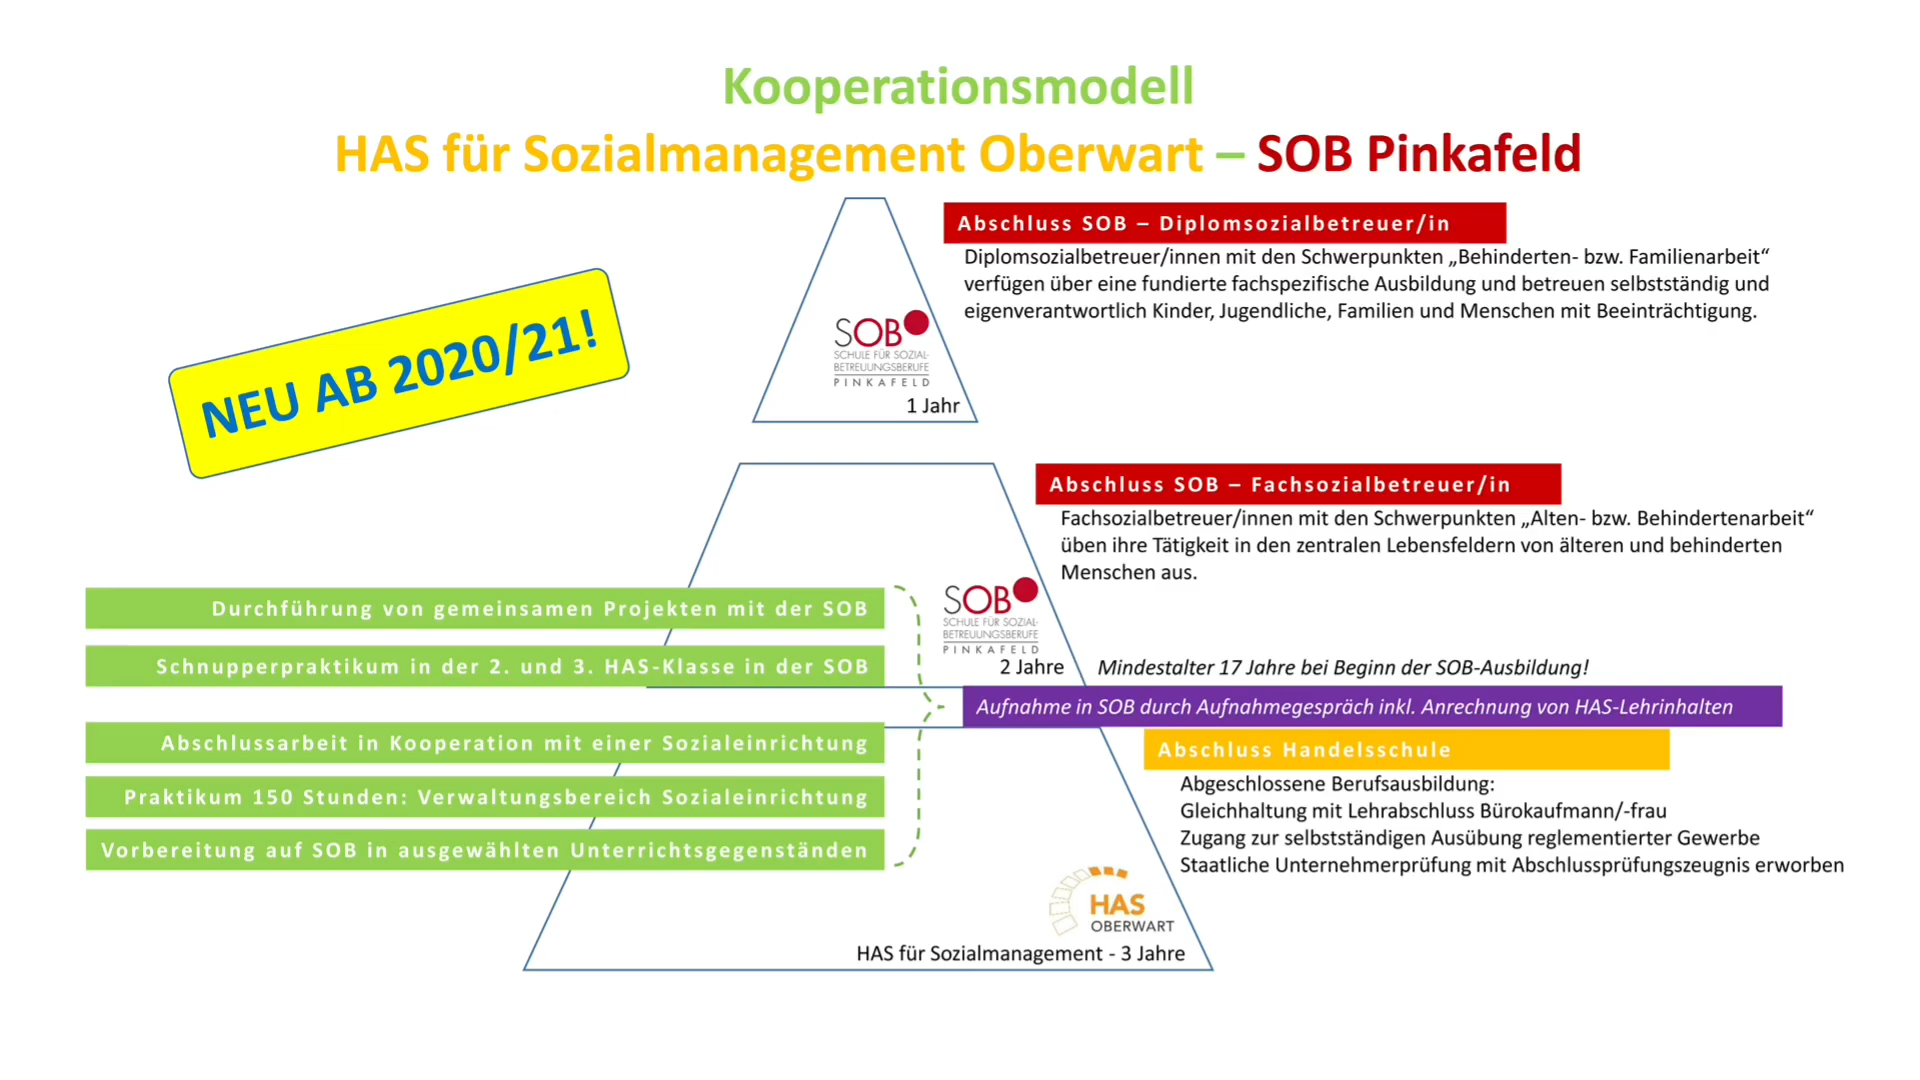 Kooperationsmodell
HAS für Sozialmanagement Oberwart – SOB Pinkafeld
NEU AB 2020/21!
Abschluss SOB – Diplomsozialbetreuer/in
Diplomsozialbetreuer/innen mit den Schwerpunkten „Behinderten- bzw. Familienarbeit“
verfügen über eine fundierte fachspezifische Ausbildung und betreuen selbstständig und
eigenverantwortlich Kinder, Jugendliche, Familien und Menschen mit Beeinträchtigung.
SOB
SCHULE FÜR SOZIAL-
BETREUUNGSBERUFE
PINKAFELD
1 Jahr
Abschluss SOB – Fachsozialbetreuer/in
Fachsozialbetreuer/innen mit den Schwerpunkten „Alten- bzw. Behindertenarbeit“
üben ihre Tätigkeit in den zentralen Lebensfeldern von älteren und behinderten
Menschen aus.
SOB
SCHULE FÜR SOZIAL-
BETREUUNGSBERUFE
PINKAFELD
2 Jahre
Mindestalter 17 Jahre bei Beginn der SOB-Ausbildung!
Aufnahme in SOB durch Aufnahmegespräch inkl. Anrechnung von HAS-Lehrinhalten
Durchführung von gemeinsamen Projekten mit der SOB
Schnupperpraktikum in der 2. und 3. HAS-Klasse in der SOB
Abschlussarbeit in Kooperation mit einer Sozialeinrichtung
Praktikum 150 Stunden: Verwaltungsbereich Sozialeinrichtung
Vorbereitung auf SOB in ausgewählten Unterrichtsgegenständen
Abschluss Handelsschule
Abgeschlossene Berufsausbildung:
Gleichhaltung mit Lehrabschluss Bürokaufmann/-frau
Zugang zur selbstständigen Ausübung reglementierter Gewerbe
Staatliche Unternehmerprüfung mit Abschlussprüfungszeugnis erworben
HAS
OBERWART
HAS für Sozialmanagement - 3 Jahre